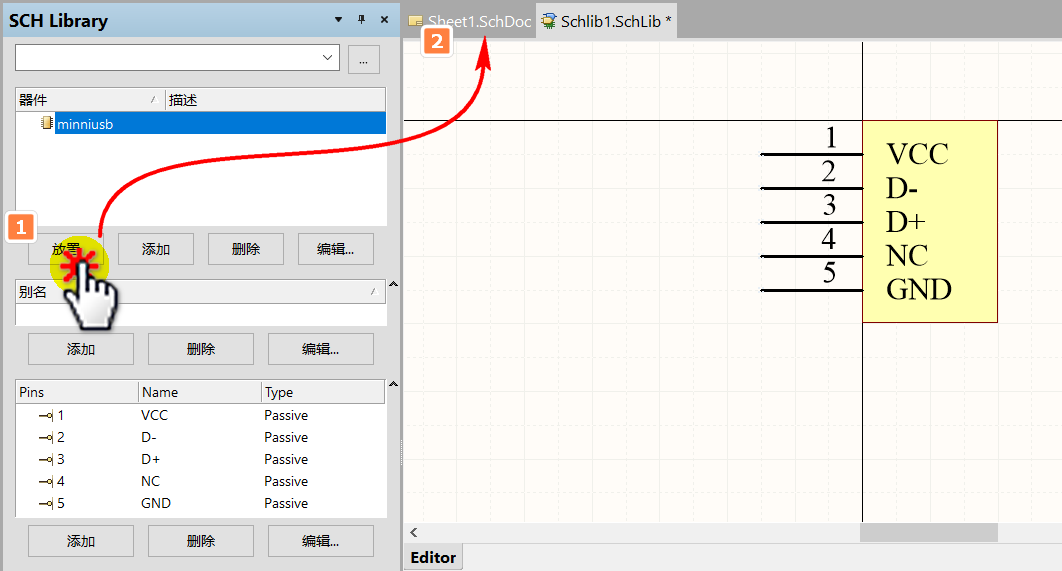 SCH Library
Sheet1.SchDoc
Schlib1.SchLib *
2
...
器件
描述
minniusb
1
放置
添加
删除
编辑...
别名
添加
删除
编辑...
Pins
Name
Type
1 VCC Passive
2 D- Passive
3 D+ Passive
4 NC Passive
5 GND Passive
添加
删除
编辑...
1 VCC
2 D-
3 D+
4 NC
5 GND
Editor